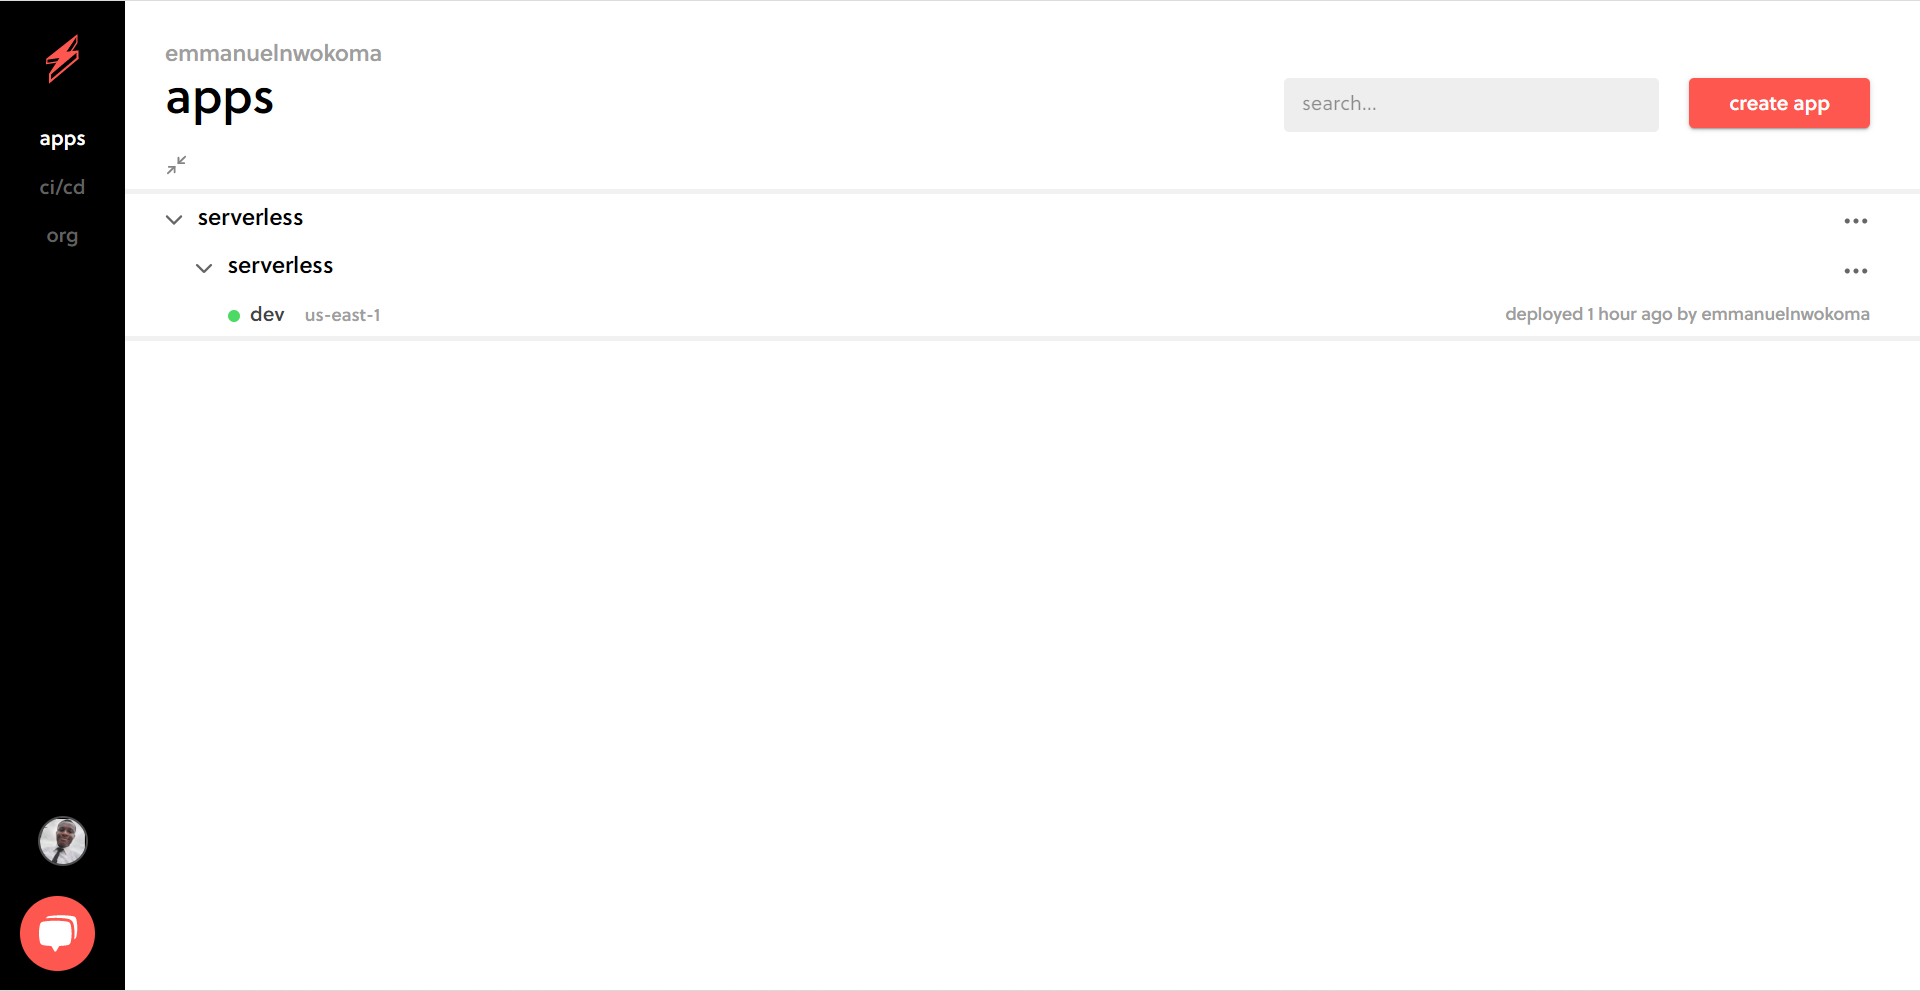 emmanuelnwokoma
apps
search...
create app
apps
ci/cd
org
serverless
serverless
dev us-east-1
deployed 1 hour ago by emmanuelnwokoma